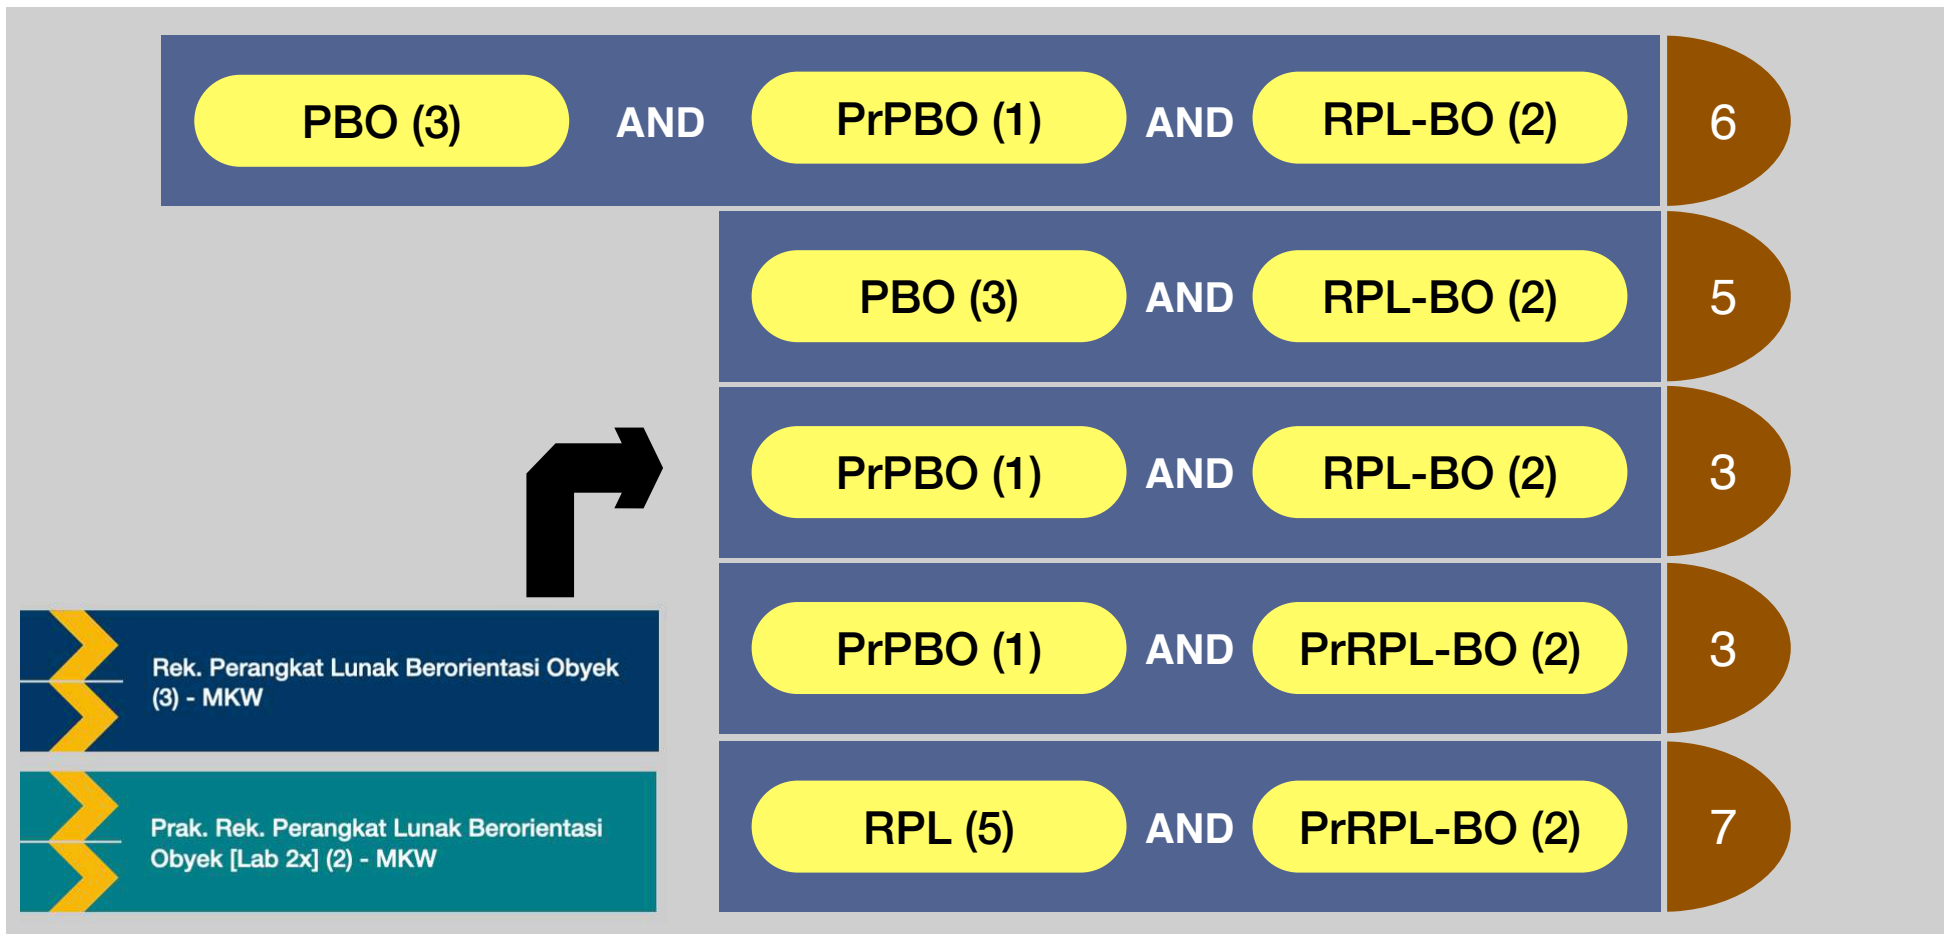 PBO (3) AND PrPBO (1) AND RPL-BO (2) 6
PBO (3) AND RPL-BO (2) 5
PrPBO (1) AND RPL-BO (2) 3
PrPBO (1) AND PrRPL-BO (2) 3
Rek. Perangkat Lunak Berorientasi Obyek
(3) - MKW
Prak. Rek. Perangkat Lunak Berorientasi
Obyek [Lab 2x] (2) - MKW
RPL (5) AND PrRPL-BO (2) 7